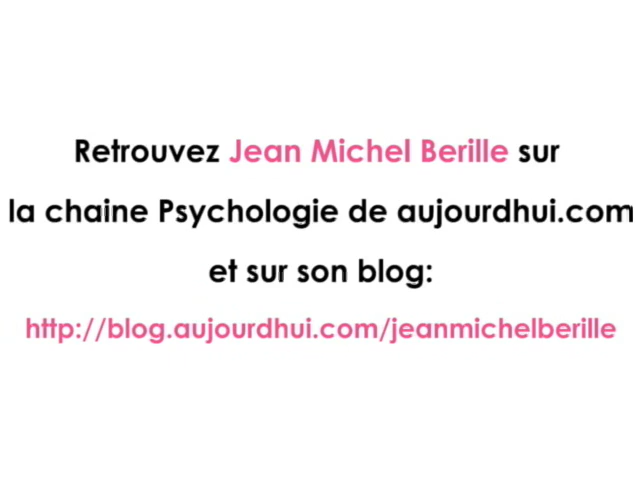 Retrouvez Jean Michel Berille sur
la chaine Psychologie de aujourdhui.com
et sur son blog:
http://blog.aujourdhui.com/jeanmichelberille